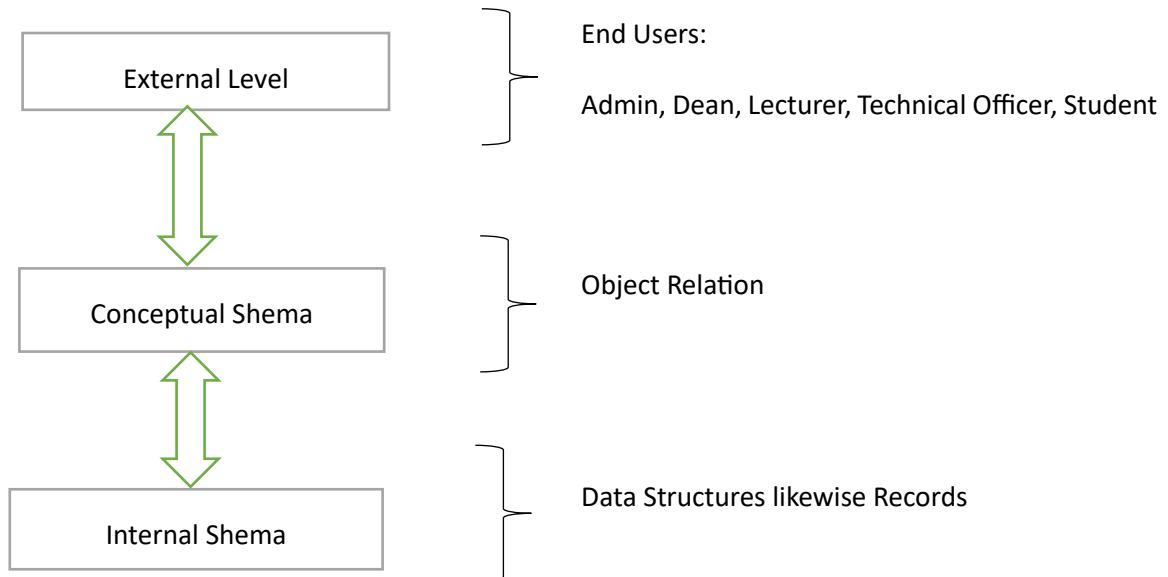 End Users:
External Level
Admin, Dean, Lecturer, Technical Officer, Student
Conceptual Shema
Object Relation
Internal Shema
Data Structures likewise Records